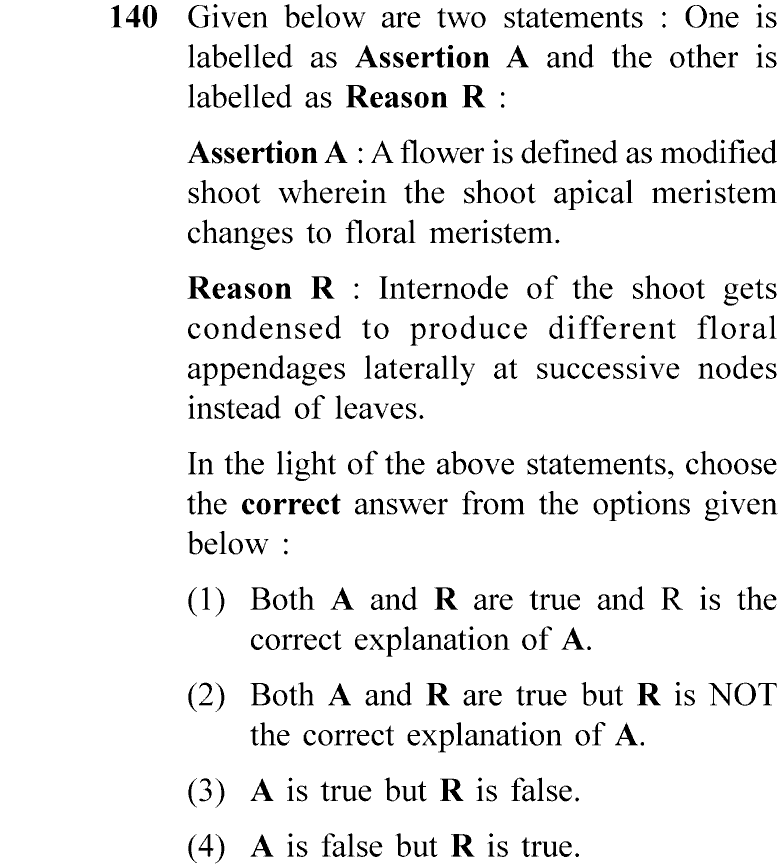 140 Given below are two statements : One is
labelled as Assertion A and the other is
labelled as Reason R :
Assertion A : A flower is defined as modified
shoot wherein the shoot apical meristem
changes to floral meristem.
Reason R : Internode of the shoot gets
condensed to produce different floral
appendages laterally at successive nodes
instead of leaves.
In the light of the above statements, choose
the correct answer from the options given
below :
(1) Both A and R are true and R is the
correct explanation of A.
(2) Both A and R are true but R is NOT
the correct explanation of A.
(3) A is true but R is false.
(4) A is false but R is true.